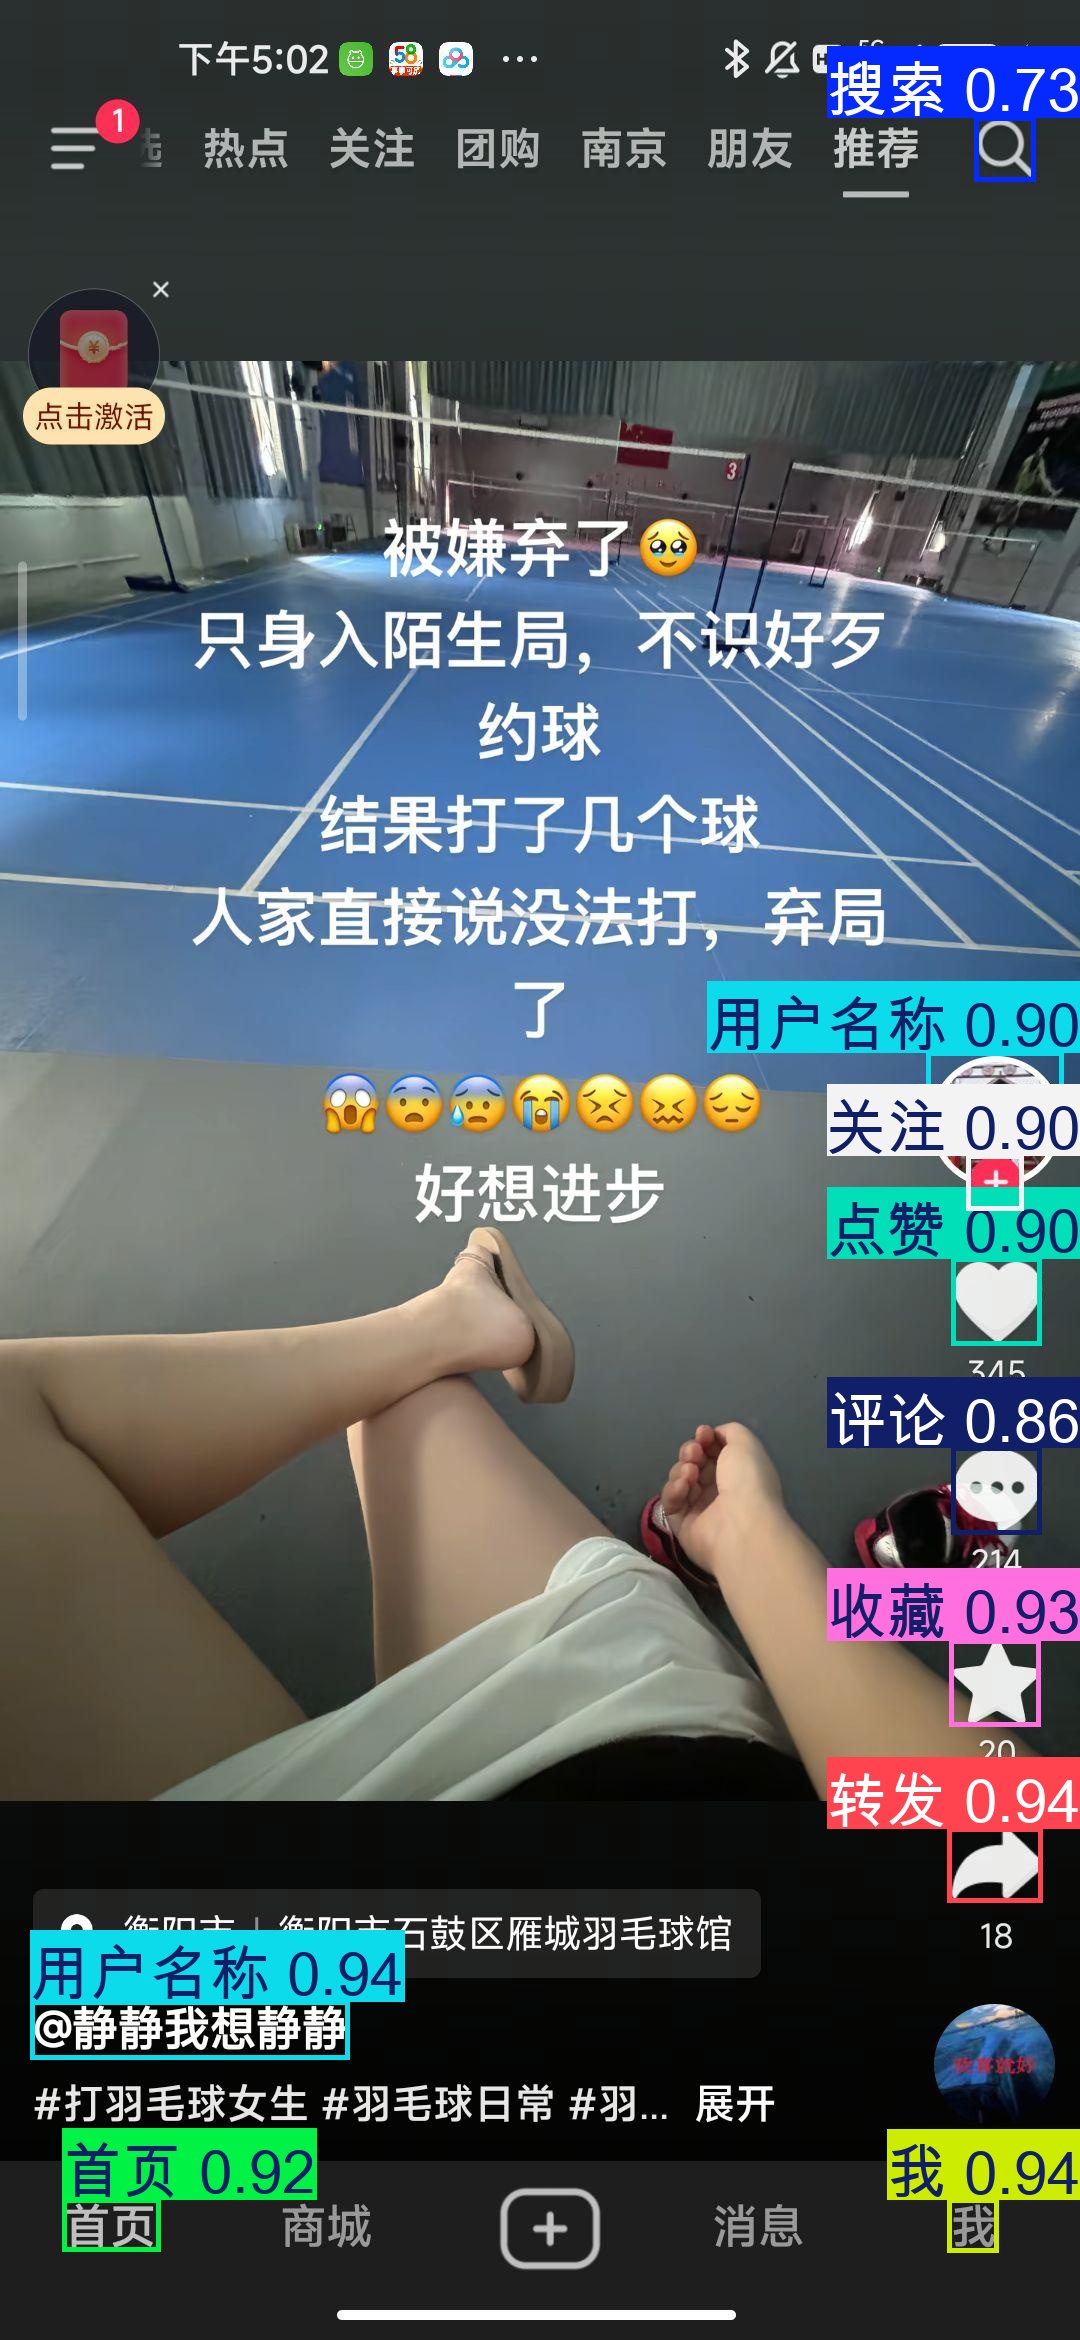 下午5:02
搜索 0.73
1
热点 关注 团购 南京 朋友 推荐
点击激活
3
被嫌弃了🥹
只身入陌生局，不识好歹
约球
结果打了几个球
人家直接说没法打，弃局
了
😱😨😰😭😣😖😔
好想进步
用户名称 0.90
关注 0.90
点赞 0.90
345
评论 0.86
214
收藏 0.93
20
转发 0.94
18
衡阳市 | 衡阳市石鼓区雁城羽毛球馆
用户名称 0.94
@静静我想静静
#打羽毛球女生 #羽毛球日常 #羽... 展开
首页 0.92
我 0.94
首页 商城 消息 我